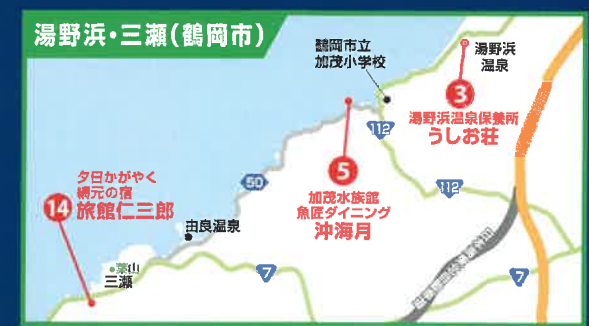 湯野浜・三瀬(鶴岡市)
鶴岡市立
加茂小学校
湯野浜
温泉
3
湯野浜温泉保養所
うしお荘
112
5
加茂水族館
魚匠ダイニング
沖海月
112
50
夕日かがやく
網元の宿
14
旅館仁三郎
由良温泉
三瀬
7
7